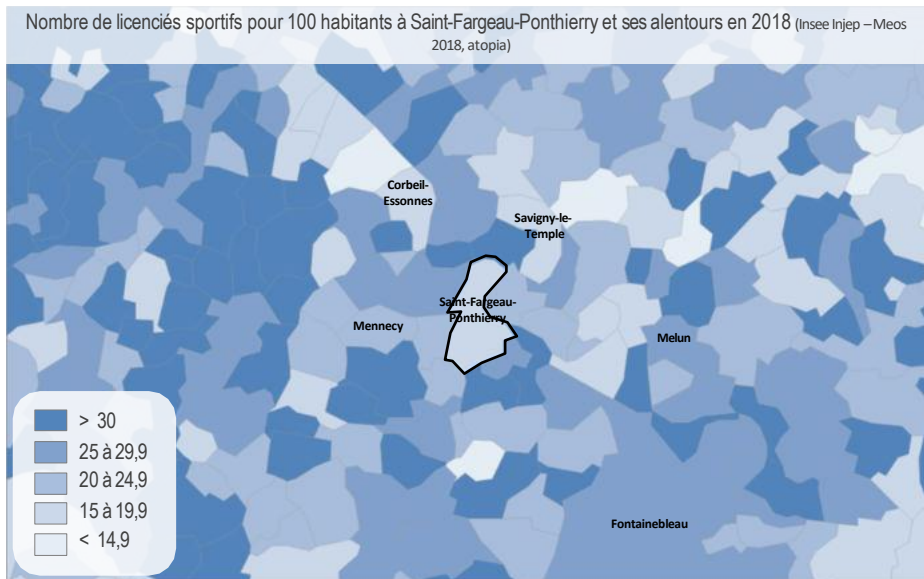 Nombre de licenciés sportifs pour 100 habitants à Saint-Fargeau-Ponthierry et ses alentours en 2018 (Insee Injep – Meos
2018, atopia)
Corbeil-
Essonnes
Savigny-le-
Temple
Saint-Fargeau-
Ponthierry
Mennecy
Melun
Fontainebleau
> 30
25 à 29,9
20 à 24,9
15 à 19,9
< 14,9